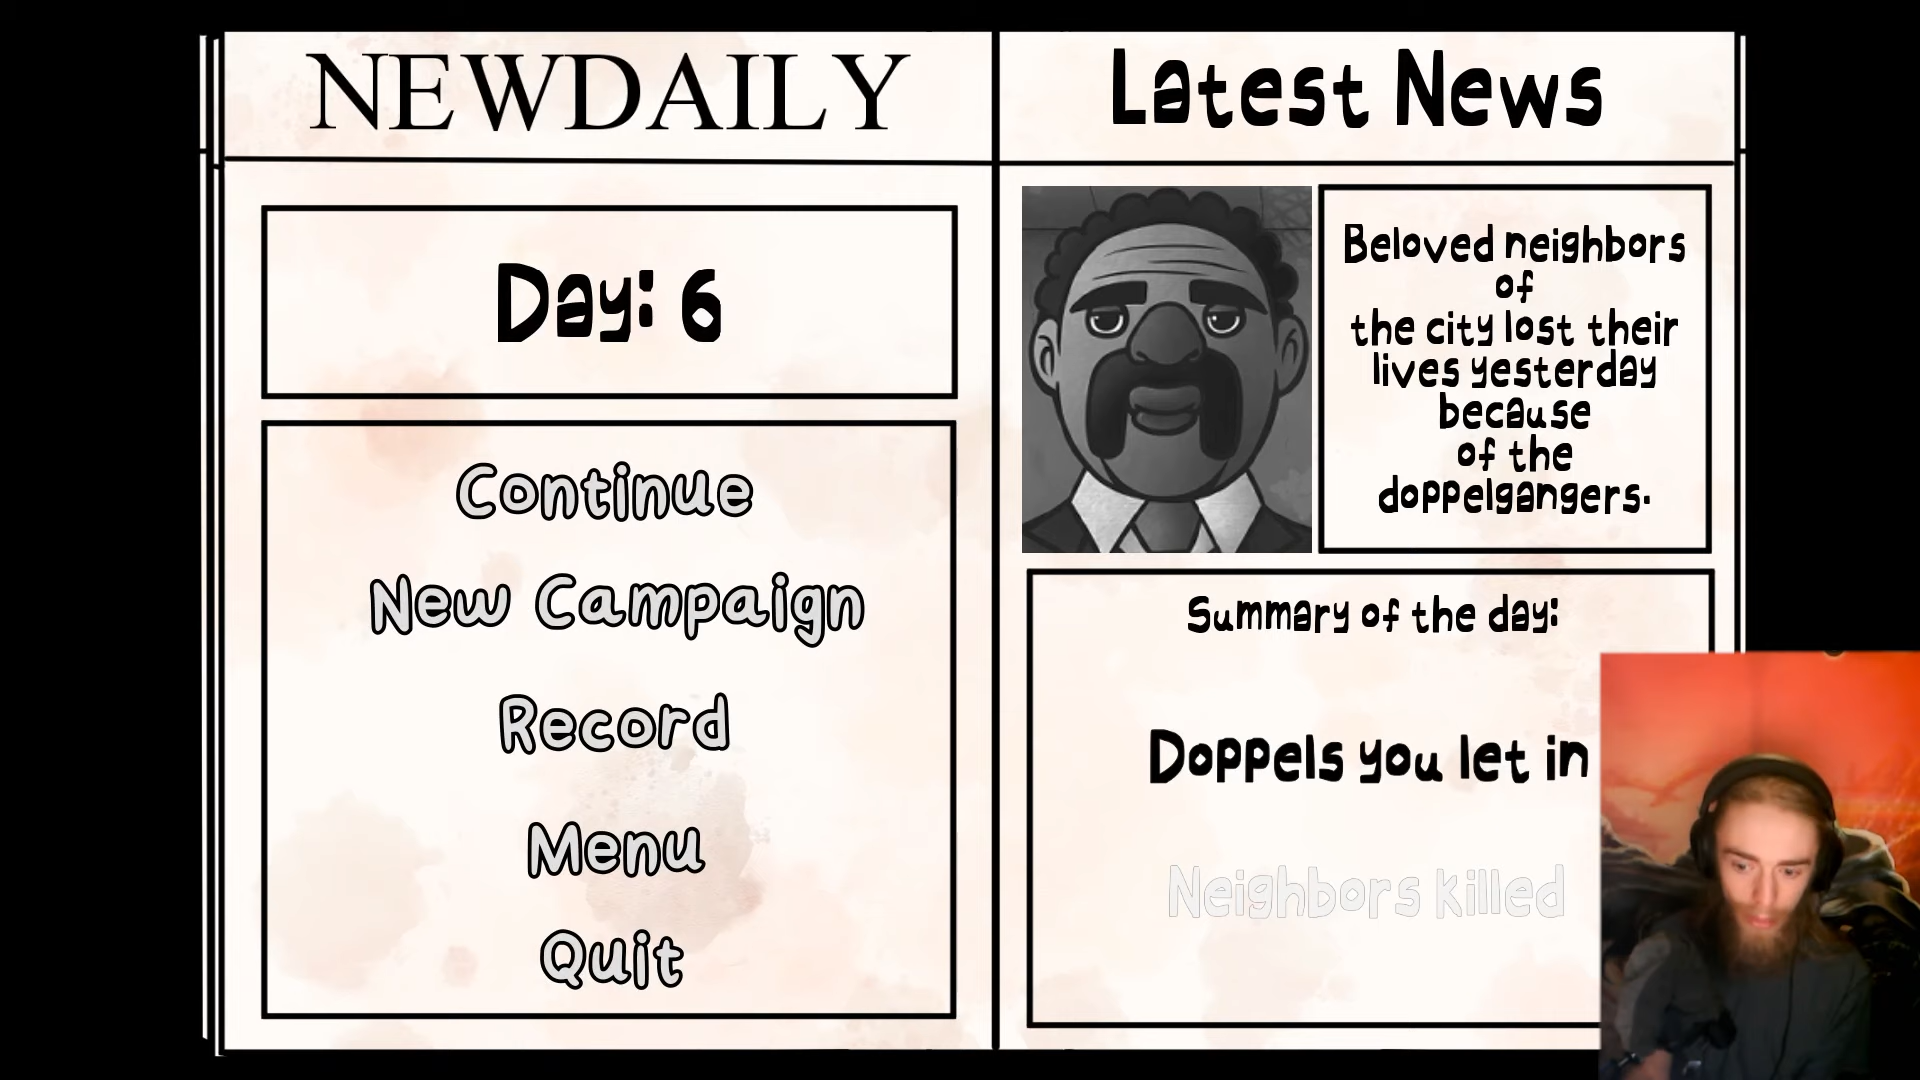 NEWDAILY
Day: 6
Continue
New Campaign
Record
Menu
Quit
Latest News
Beloved neighbors
of
the city lost their
lives yesterday
because
of the
doppelgangers.
Summary of the day:
Doppels you let in
Neighbors killed